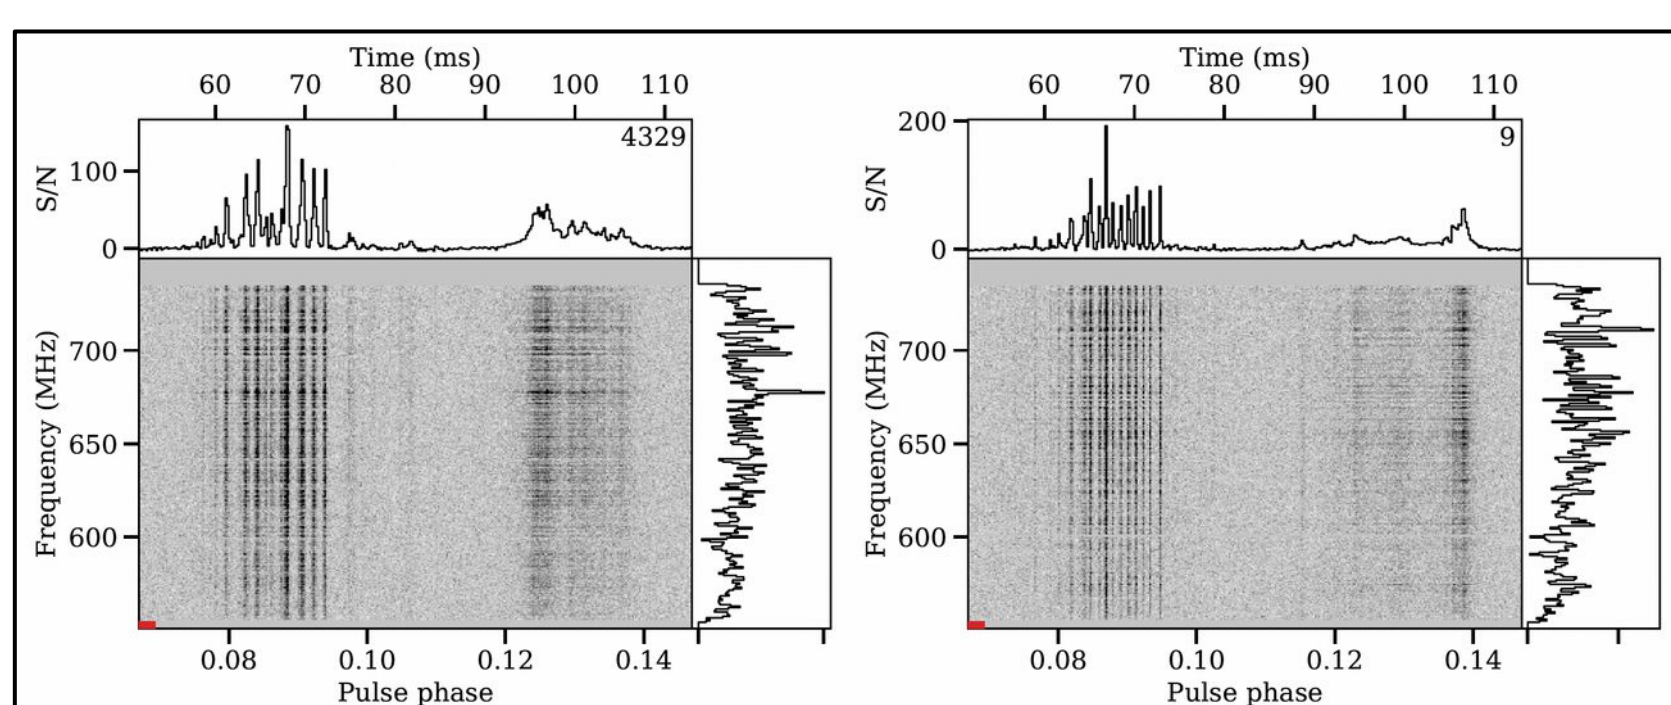 Time (ms)
60 70 80 90 100 110
4329
S/N
100
0
Frequency (MHz)
700
650
600
0.08 0.10 0.12 0.14
Pulse phase
Time (ms)
60 70 80 90 100 110
9
S/N
200
0
Frequency (MHz)
700
650
600
0.08 0.10 0.12 0.14
Pulse phase